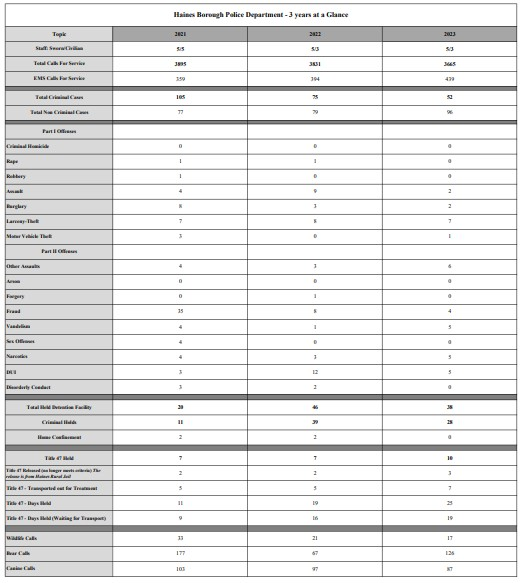 Haines Borough Police Department - 3 years at a Glance
Topic 2021 2022 2023
Staff: Sworn/Civilian 5/5 5/3 5/3
Total Calls For Service 3895 3831 3665
EMS Calls For Service 359 394 439
Total Criminal Cases 105 75 52
Total Non Criminal Cases 77 79 96
Part I Offenses
Criminal Homicide 0 0 0
Rape 1 1 0
Robbery 1 0 0
Assault 4 9 2
Burglary 8 3 2
Larceny-Theft 7 8 7
Motor Vehicle Theft 3 0 1
Part II Offenses
Other Assaults 4 3 6
Arson 0 0 0
Forgery 0 1 0
Fraud 35 8 4
Vandalism 4 1 5
Sex Offenses 4 0 0
Narcotics 4 3 5
DUI 3 12 5
Disorderly Conduct 3 2 0
Total Held Detention Facility 20 46 38
Criminal Holds 11 39 28
Home Confinement 2 2 0
Title 47 Held 7 7 10
Title 47 Released (no longer meets criteria) The
release is from Haines Rural Jail 2 2 3
Title 47 - Transported out for Treatment 5 5 7
Title 47 - Days Held 11 19 25
Title 47 - Days Held (Waiting for Transport) 9 16 19
Wildlife Calls 33 21 17
Bear Calls 177 67 126
Canine Calls 103 97 87